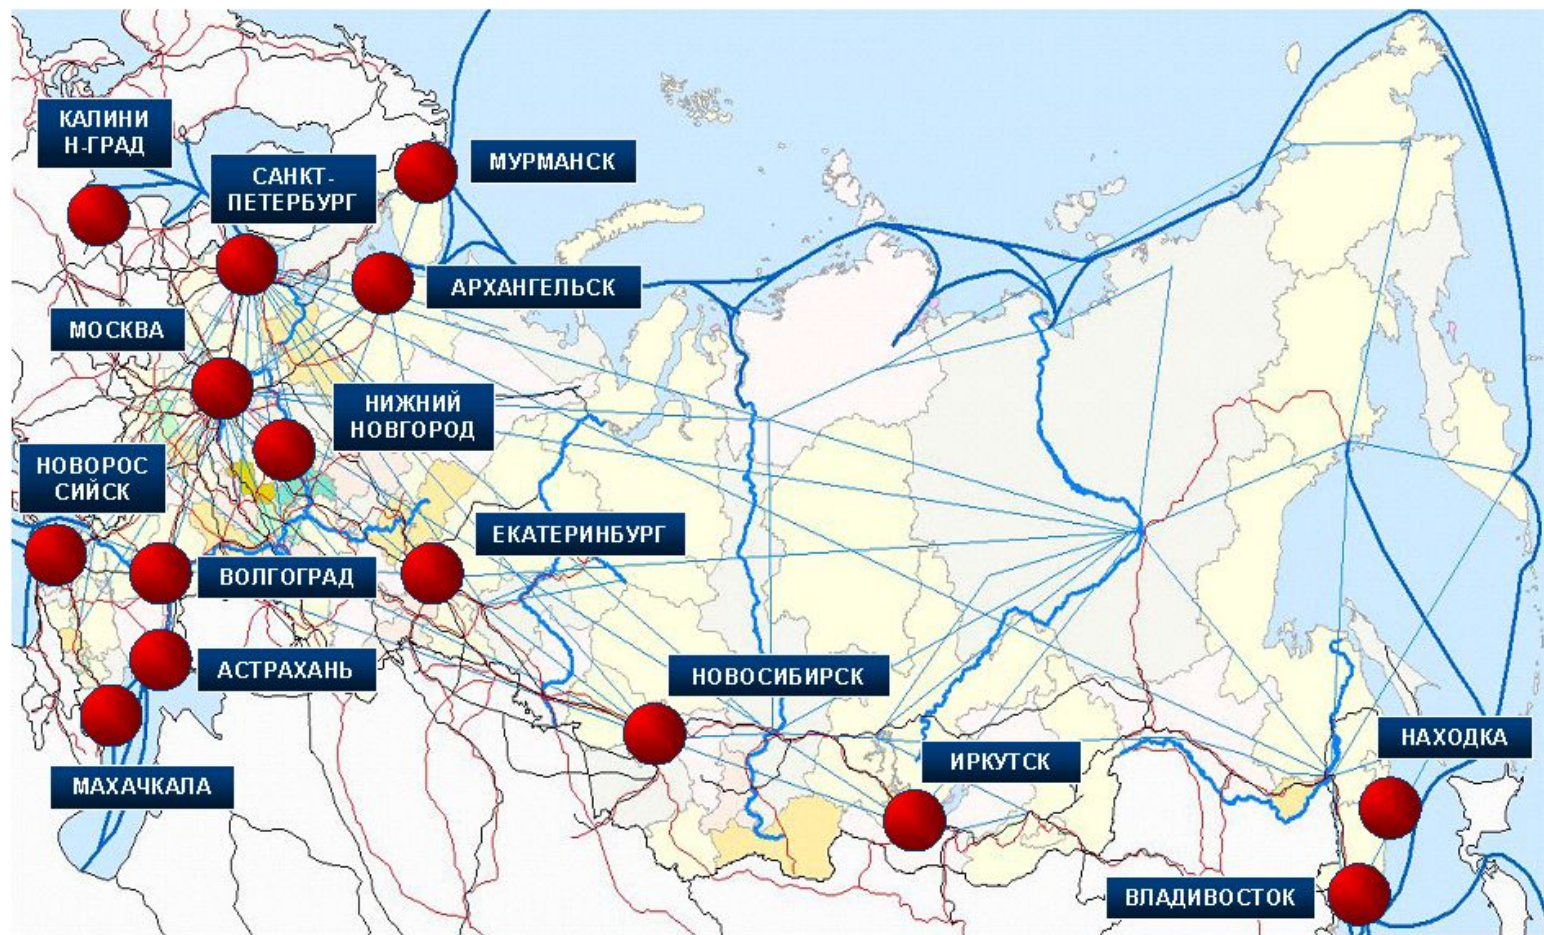 КАЛИНИ
Н-ГРАД
САНКТ-
ПЕТЕРБУРГ
МУРМАНСК
АРХАНГЕЛЬСК
МОСКВА
НИЖНИЙ
НОВГОРОД
НОВОРОС
СИЙСК
ЕКАТЕРИНБУРГ
ВОЛГОГРАД
АСТРАХАНЬ
НОВОСИБИРСК
НАХОДКА
ИРКУТСК
МАХАЧКАЛА
ВЛАДИВОСТОК